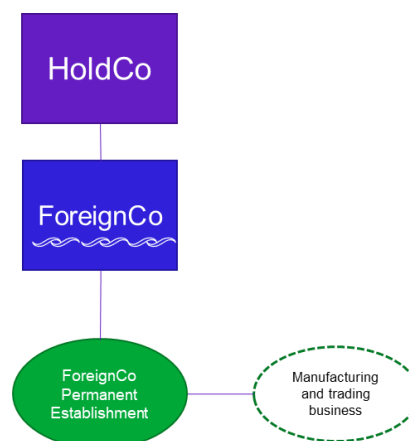 HoldCo
ForeignCo
ForeignCo
Permanent
Establishment
Manufacturing
and trading
business